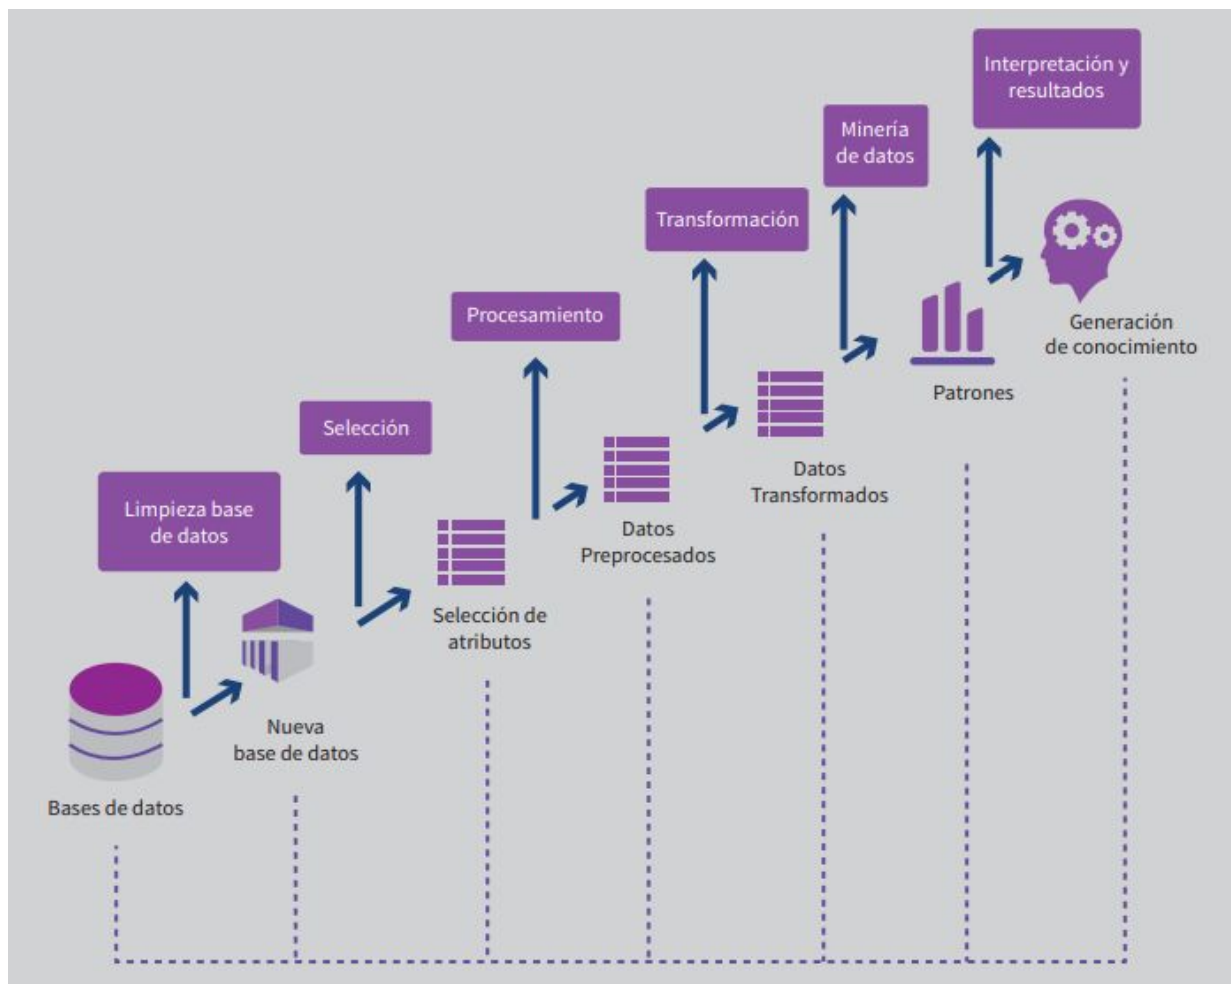 Interpretación y
resultados
Minería
de datos
Transformación
Procesamiento
Selección
Limpieza base
de datos
Generación
de conocimiento
Patrones
Datos
Transformados
Datos
Preprocesados
Selección de
atributos
Nueva
base de datos
Bases de datos